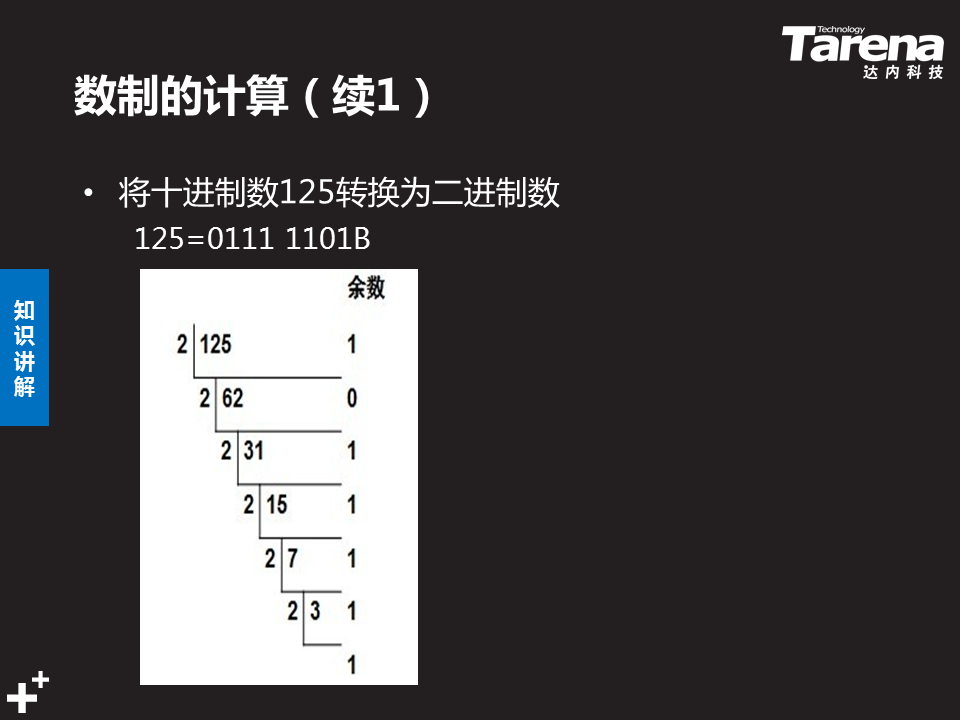 Technology
Tarena
达内科技
数制的计算（续1）
• 将十进制数125转换为二进制数
125=0111 1101B
知识讲解
余数
2 125 1
2 62 0
2 31 1
2 15 1
2 7 1
2 3 1
1